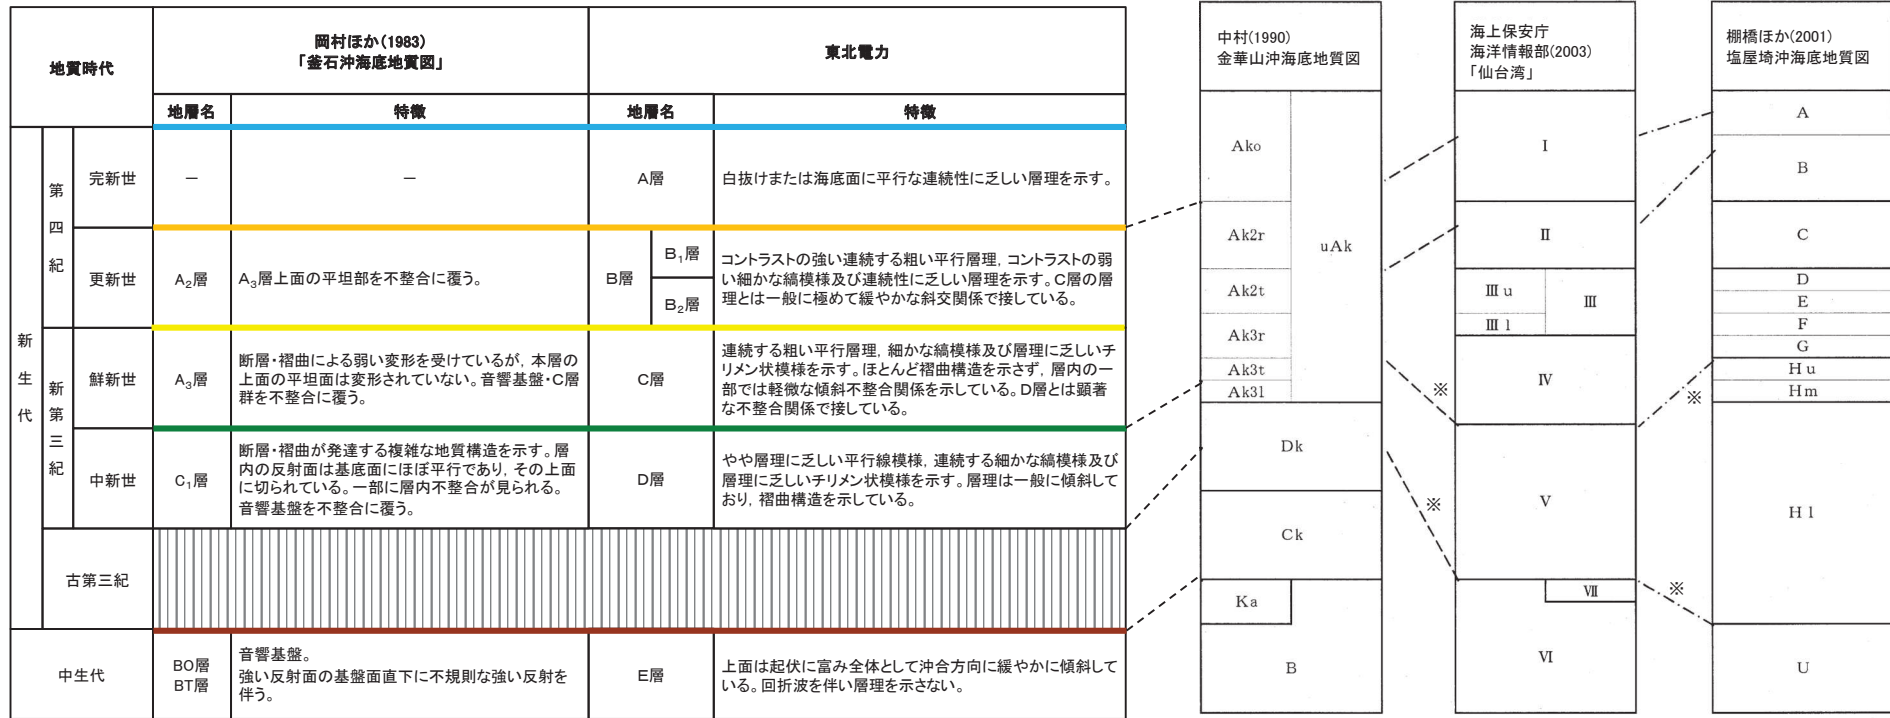 地質時代
岡村ほか(1983)
「釜石沖海底地質図」
東北電力
地層名
特徴
地層名
特徴
新生代
第四紀
完新世
－
－
A層
白抜けまたは海底面に平行な連続性に乏しい層理を示す。
更新世
A₂層
A₃層上面の平坦部を不整合に覆う。
B層
B₁層
B₂層
コントラストの強い連続する粗い平行層理，コントラストの弱
い細かな縞模様及び連続性に乏しい層理を示す。C層の層
理とは一般に極めて緩やかな斜交関係で接している。
新第三紀
鮮新世
A₃層
断層・褶曲による弱い変形を受けているが，本層の
上面の平坦面は変形されていない。音響基盤・C層
群を不整合に覆う。
C層
連続する粗い平行層理，細かな縞模様及び層理に乏しいチ
リメン状模様を示す。ほとんど褶曲構造を示さず，層内の一
部では軽微な傾斜不整合関係を示している。D層とは顕著
な不整合関係で接している。
中新世
C₁層
断層・褶曲が発達する複雑な地質構造を示す。層
内の反射面は基底面にほぼ平行であり，その上面
に切られている。一部に層内不整合が見られる。
音響基盤を不整合に覆う。
D層
やや層理に乏しい平行線模様，連続する細かな縞模様及び
層理に乏しいチリメン状模様を示す。層理は一般に傾斜して
おり，褶曲構造を示している。
古第三紀
中生代
BO層
BT層
音響基盤。
強い反射面の基盤面直下に不規則な強い反射を
伴う。
E層
上面は起伏に富み全体として沖合方向に緩やかに傾斜して
いる。回折波を伴い層理を示さない。
中村(1990)
金華山沖海底地質図
Ako
Ak2r
Ak2t
Ak3r
Ak3t
Ak3l
uAk
Dk
Ck
Ka
B
※
※
海上保安庁
海洋情報部(2003)
「仙台湾」
Ⅰ
Ⅱ
Ⅲu
Ⅲl
Ⅲ
Ⅳ
Ⅴ
Ⅶ
Ⅵ
※
※
棚橋ほか(2001)
塩屋埼沖海底地質図
A
B
C
D
E
F
G
Hu
Hm
Hl
U